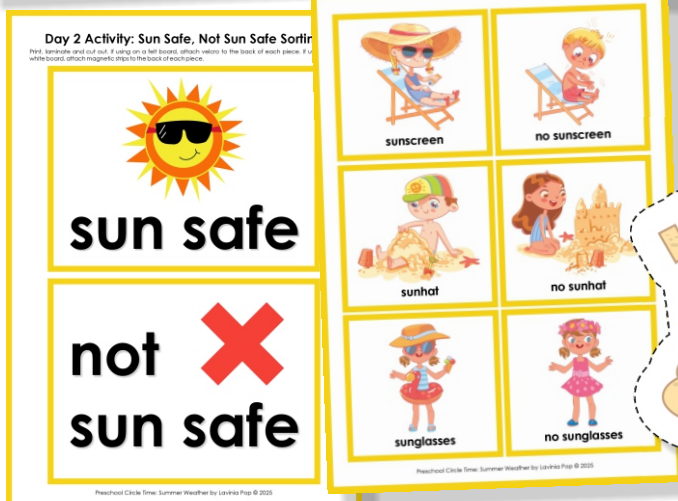 Day 2 Activity: Sun Safe, Not Sun Safe
Print, laminate and cut out. If using on a felt board, attach velcro to the back of each piece. If
white board, attach magnetic strips to the back of each piece.
sun safe
not
sun safe
Preschool Circle Time: Summer Weather by Lavinia Pop © 2025
sunscreen
no sunscreen
sunhat
no sunhat
sunglasses
no sunglasses
Preschool Circle Time: Summer Weather by Lavinia Pop © 2025